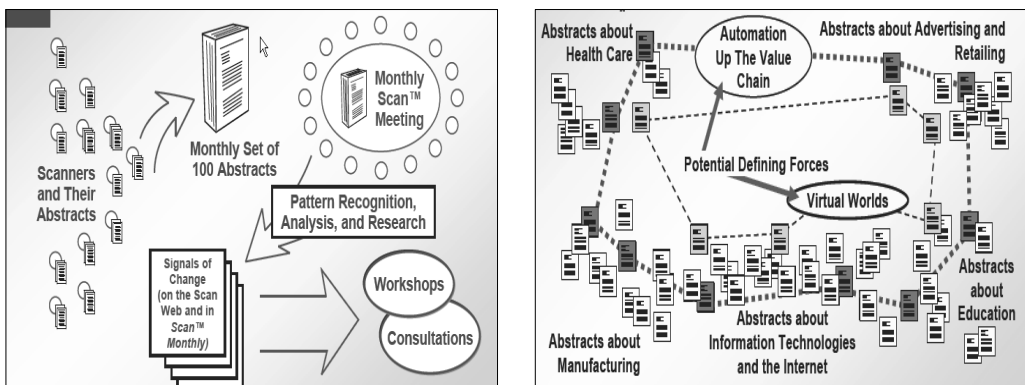 Scanners
and Their
Abstracts
Monthly Set of
100 Abstracts
Monthly
Scan™
Meeting
Pattern Recognition,
Analysis, and Research
Signals of
Change
(on the Scan
Web and in
Scan™
Monthly)
Workshops
Consultations
Abstracts about
Health Care
Automation
Up The Value
Chain
Abstracts about Advertising and
Retailing
Potential Defining Forces
Virtual Worlds
Abstracts about
Manufacturing
Abstracts about
Information Technologies
and the Internet
Abstracts
about
Education